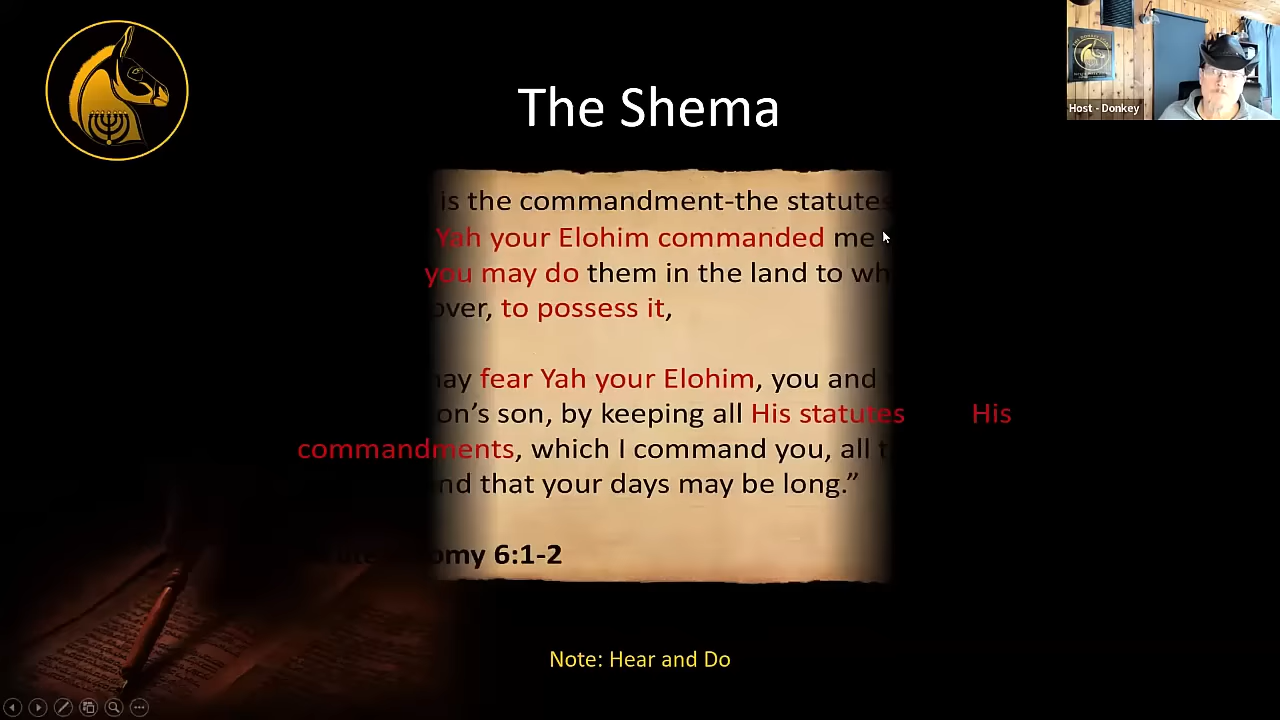 Host - Donkey
The Shema
is the commandment-the statutes
Yah your Elohim commanded me
you may do them in the land to wh
over, to possess it,
may fear Yah your Elohim, you and
on's son, by keeping all His statutes His
commandments, which I command you, all t
nd that your days may be long.”
omy 6:1-2
Note: Hear and Do